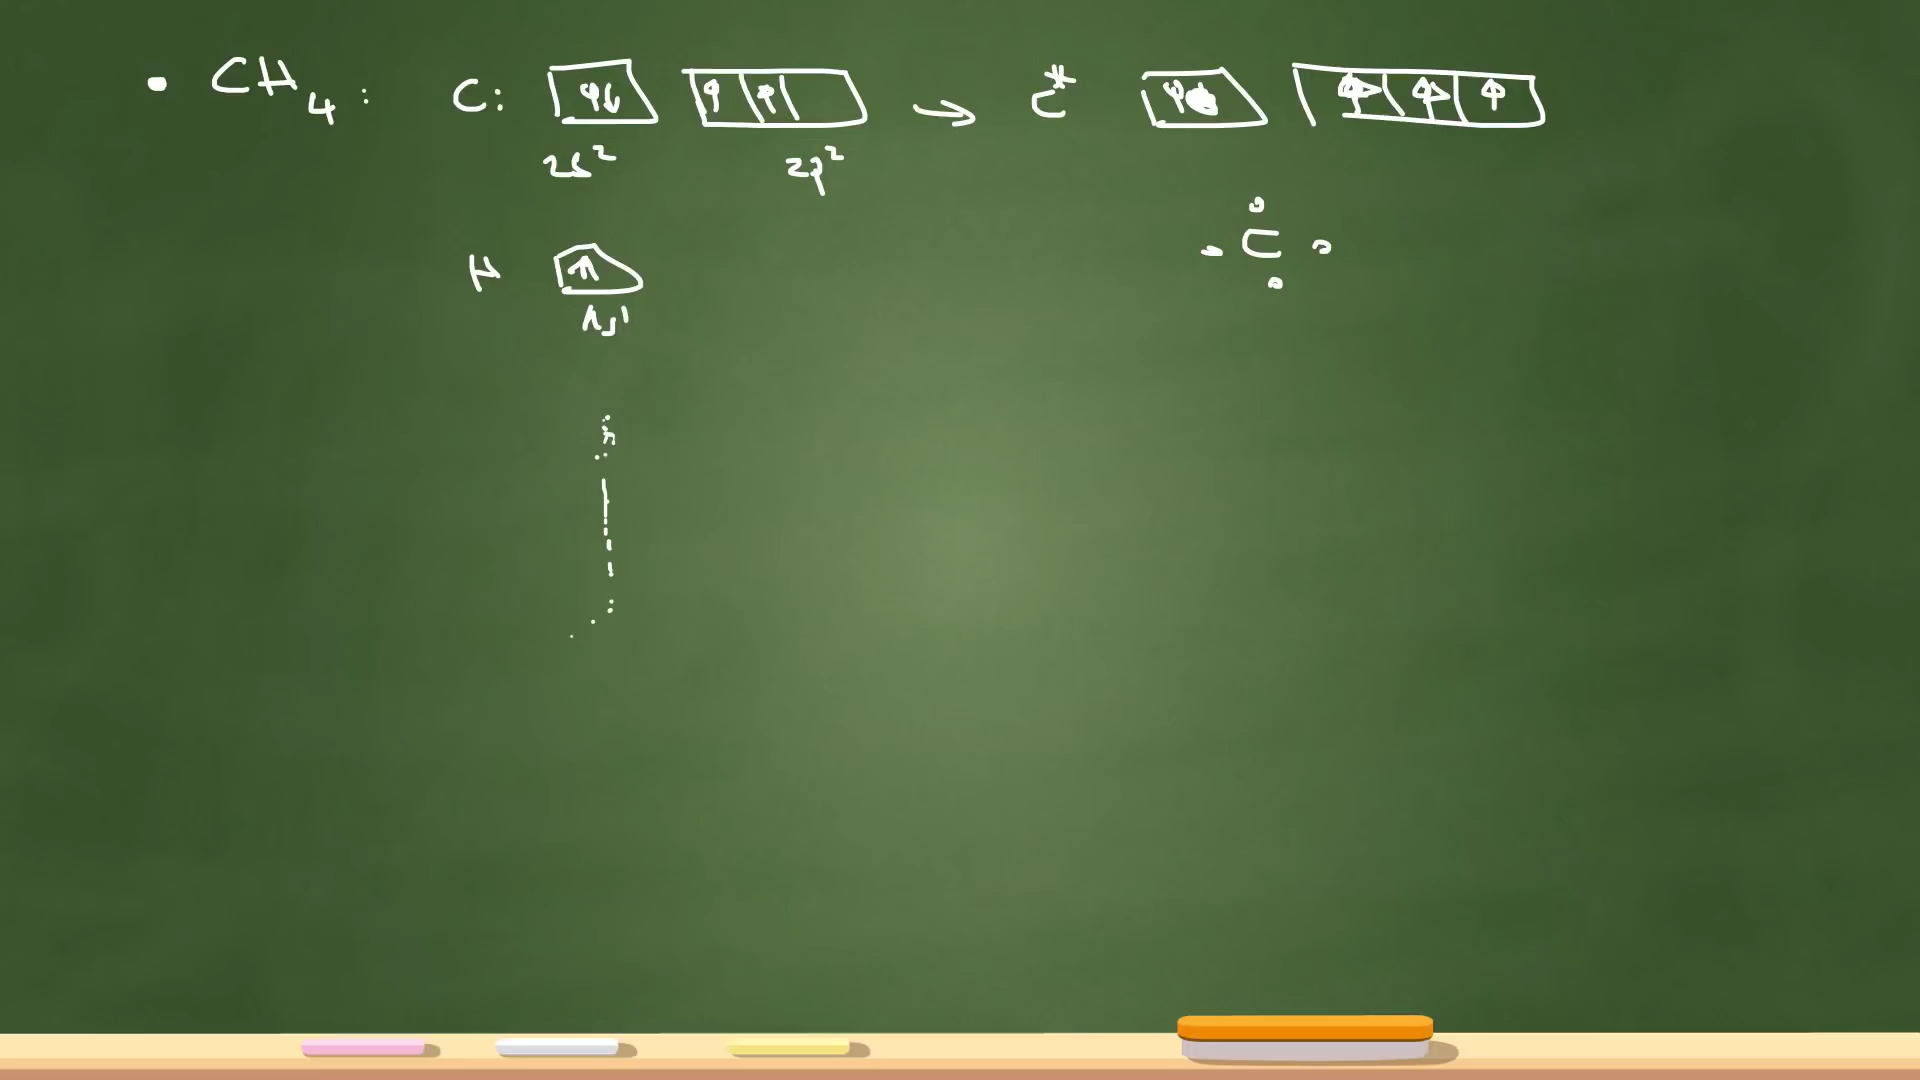 • CH₄: C: ↑↓ ↑ ↑ → C* ↑ ↑ ↑ ↑
2s² 2p²
·C·
H ↑
1s¹